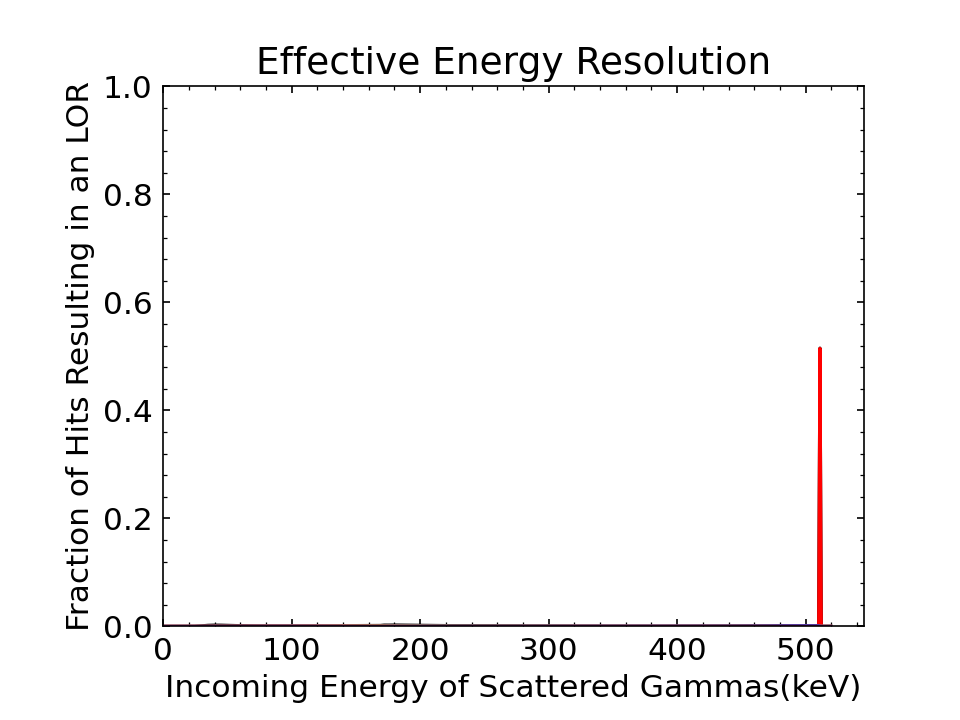 Effective Energy Resolution
Fraction of Hits Resulting in an LOR
1.0
0.8
0.6
0.4
0.2
0.0
0 100 200 300 400 500
Incoming Energy of Scattered Gammas(keV)